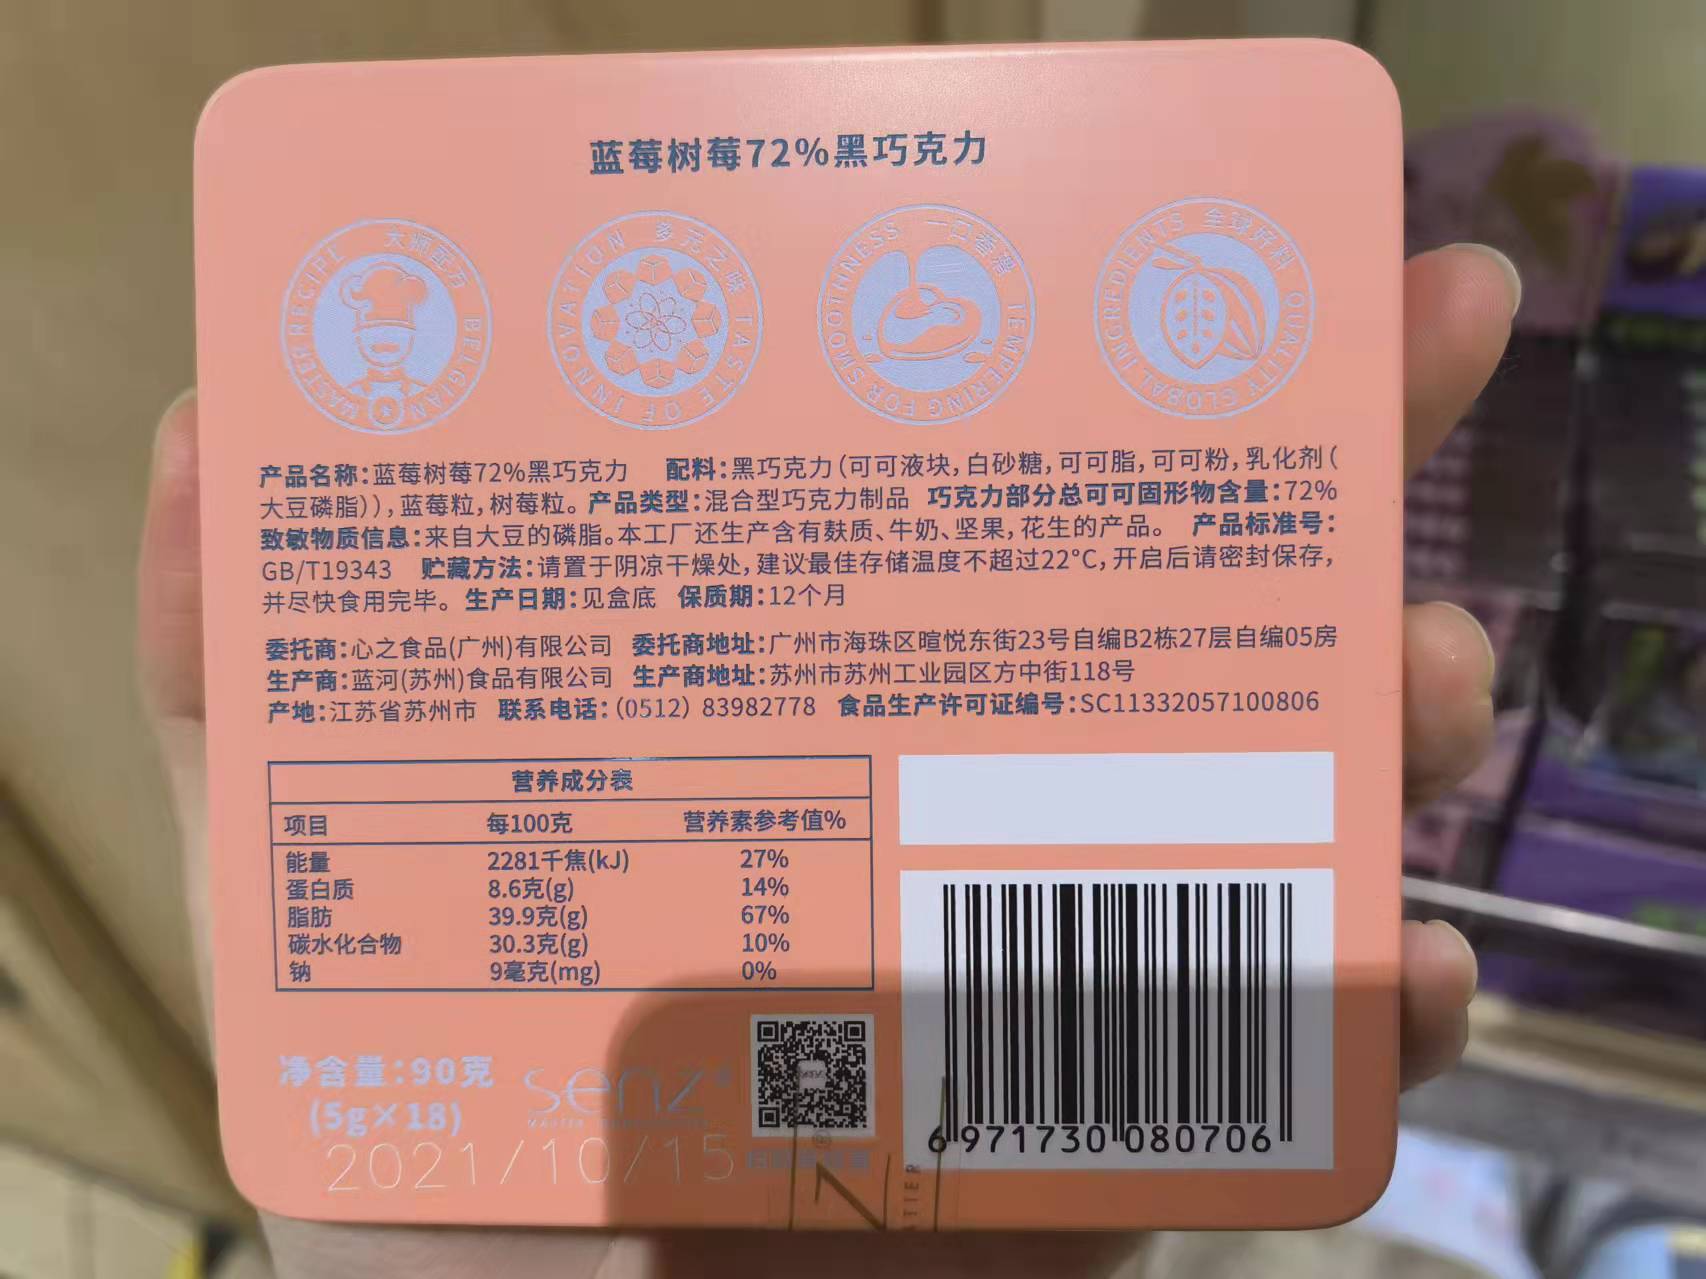 蓝莓树莓72%黑巧克力
大师配方 BELGIAN MASTER RECIPE
多元之味 TASTE OF INNOVATION
一口香滑 TEMPERING FOR SMOOTHNESS
全球好料 QUALITY GLOBAL INGREDIENTS
产品名称:蓝莓树莓72%黑巧克力 配料:黑巧克力(可可液块,白砂糖,可可脂,可可粉,乳化剂(
大豆磷脂)),蓝莓粒,树莓粒。产品类型:混合型巧克力制品 巧克力部分总可可固形物含量:72%
致敏物质信息:来自大豆的磷脂。本工厂还生产含有麸质、牛奶、坚果,花生的产品。 产品标准号:
GB/T19343 贮藏方法:请置于阴凉干燥处,建议最佳存储温度不超过22°C,开启后请密封保存,
并尽快食用完毕。生产日期:见盒底 保质期:12个月
委托商:心之食品(广州)有限公司 委托商地址:广州市海珠区暄悦东街23号自编B2栋27层自编05房
生产商:蓝河(苏州)食品有限公司 生产商地址:苏州市苏州工业园区方中街118号
产地:江苏省苏州市 联系电话:(0512) 83982778 食品生产许可证编号:SC11332057100806
营养成分表
项目 每100克 营养素参考值%
能量 2281千焦(kJ) 27%
蛋白质 8.6克(g) 14%
脂肪 39.9克(g) 67%
碳水化合物 30.3克(g) 10%
钠 9毫克(mg) 0%
净含量:90克
(5g×18)
senz
2021/10/15
6 971730 080706